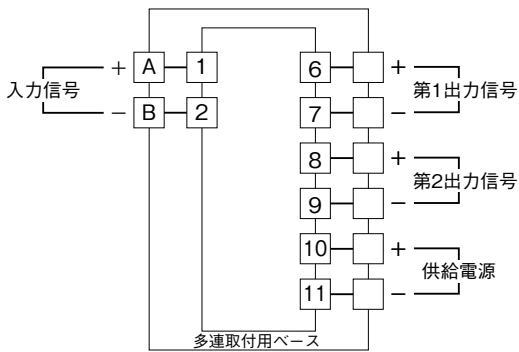 + A 1 6 +
入力信号 第1出力信号
− B 2 7 −
8 +
第2出力信号
9 −
10 +
供給電源
11 −
多連取付用ベース